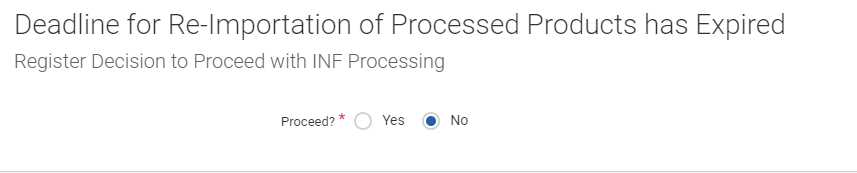 Deadline for Re-Importation of Processed Products has Expired
Register Decision to Proceed with INF Processing
Proceed? * Yes No